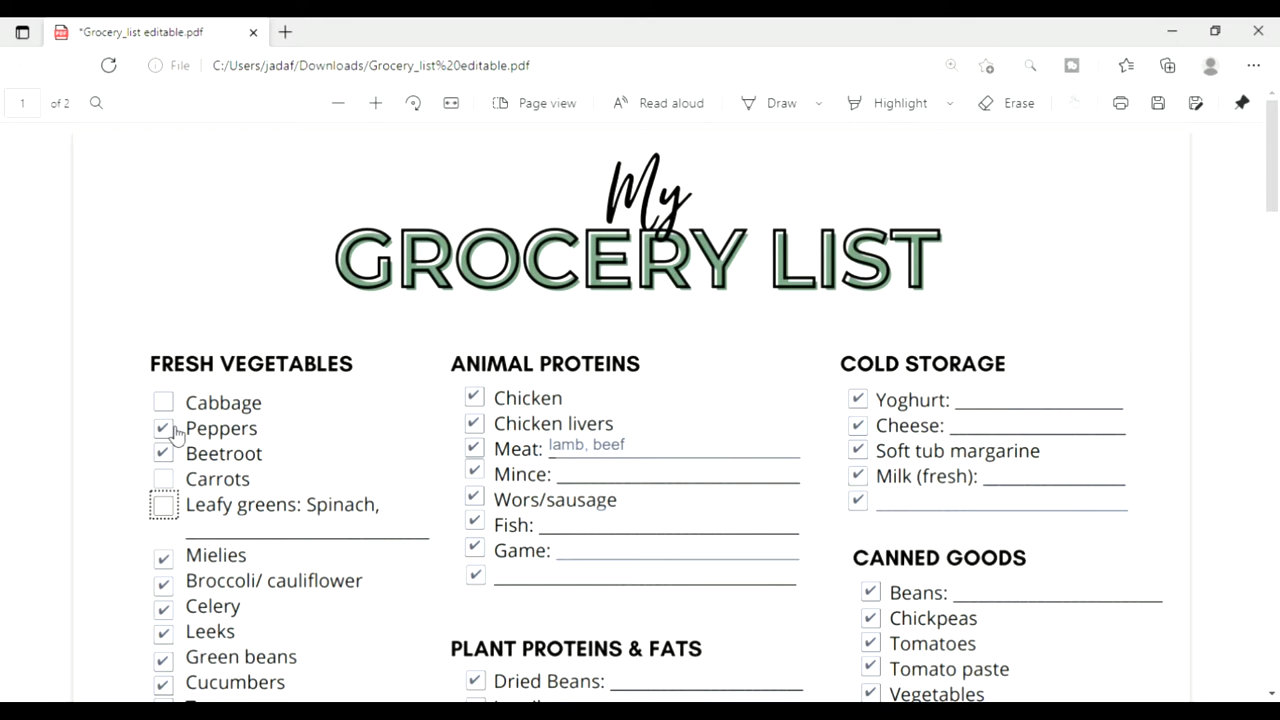 *Grocery_list editable.pdf
File
C:/Users/jadaf/Downloads/Grocery_list%20editable.pdf
1 of 2
Page view
Read aloud
Draw
Highlight
Erase
My
GROCERY LIST
FRESH VEGETABLES
Cabbage
Peppers
Beetroot
Carrots
Leafy greens: Spinach,
Mielies
Broccoli/ cauliflower
Celery
Leeks
Green beans
Cucumbers
ANIMAL PROTEINS
Chicken
Chicken livers
Meat: lamb, beef
Mince:
Wors/sausage
Fish:
Game:
PLANT PROTEINS & FATS
Dried Beans:
COLD STORAGE
Yoghurt:
Cheese:
Soft tub margarine
Milk (fresh):
CANNED GOODS
Beans:
Chickpeas
Tomatoes
Tomato paste
Vegetables